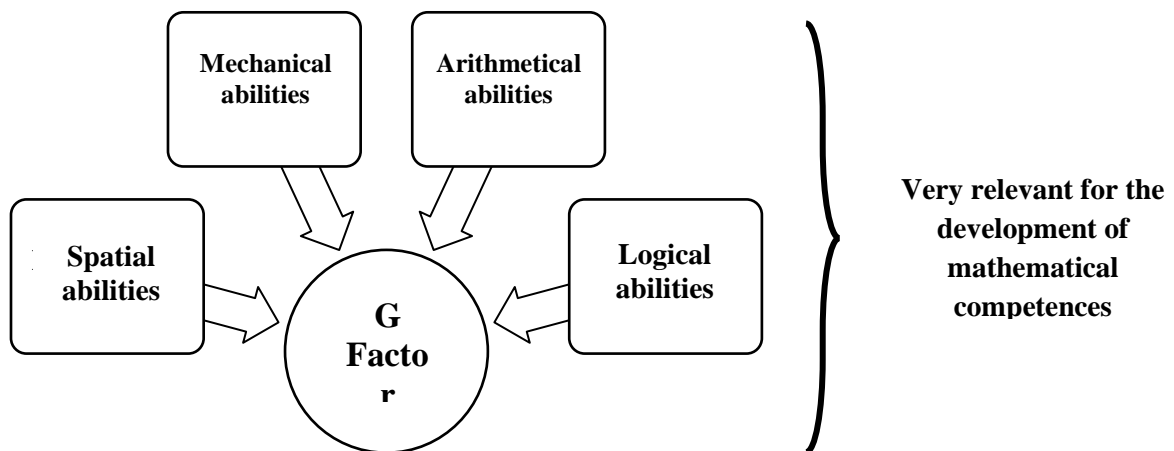 Mechanical
abilities
Arithmetical
abilities
Spatial
abilities
Logical
abilities
G
Facto
r
Very relevant for the
development of
mathematical
competences